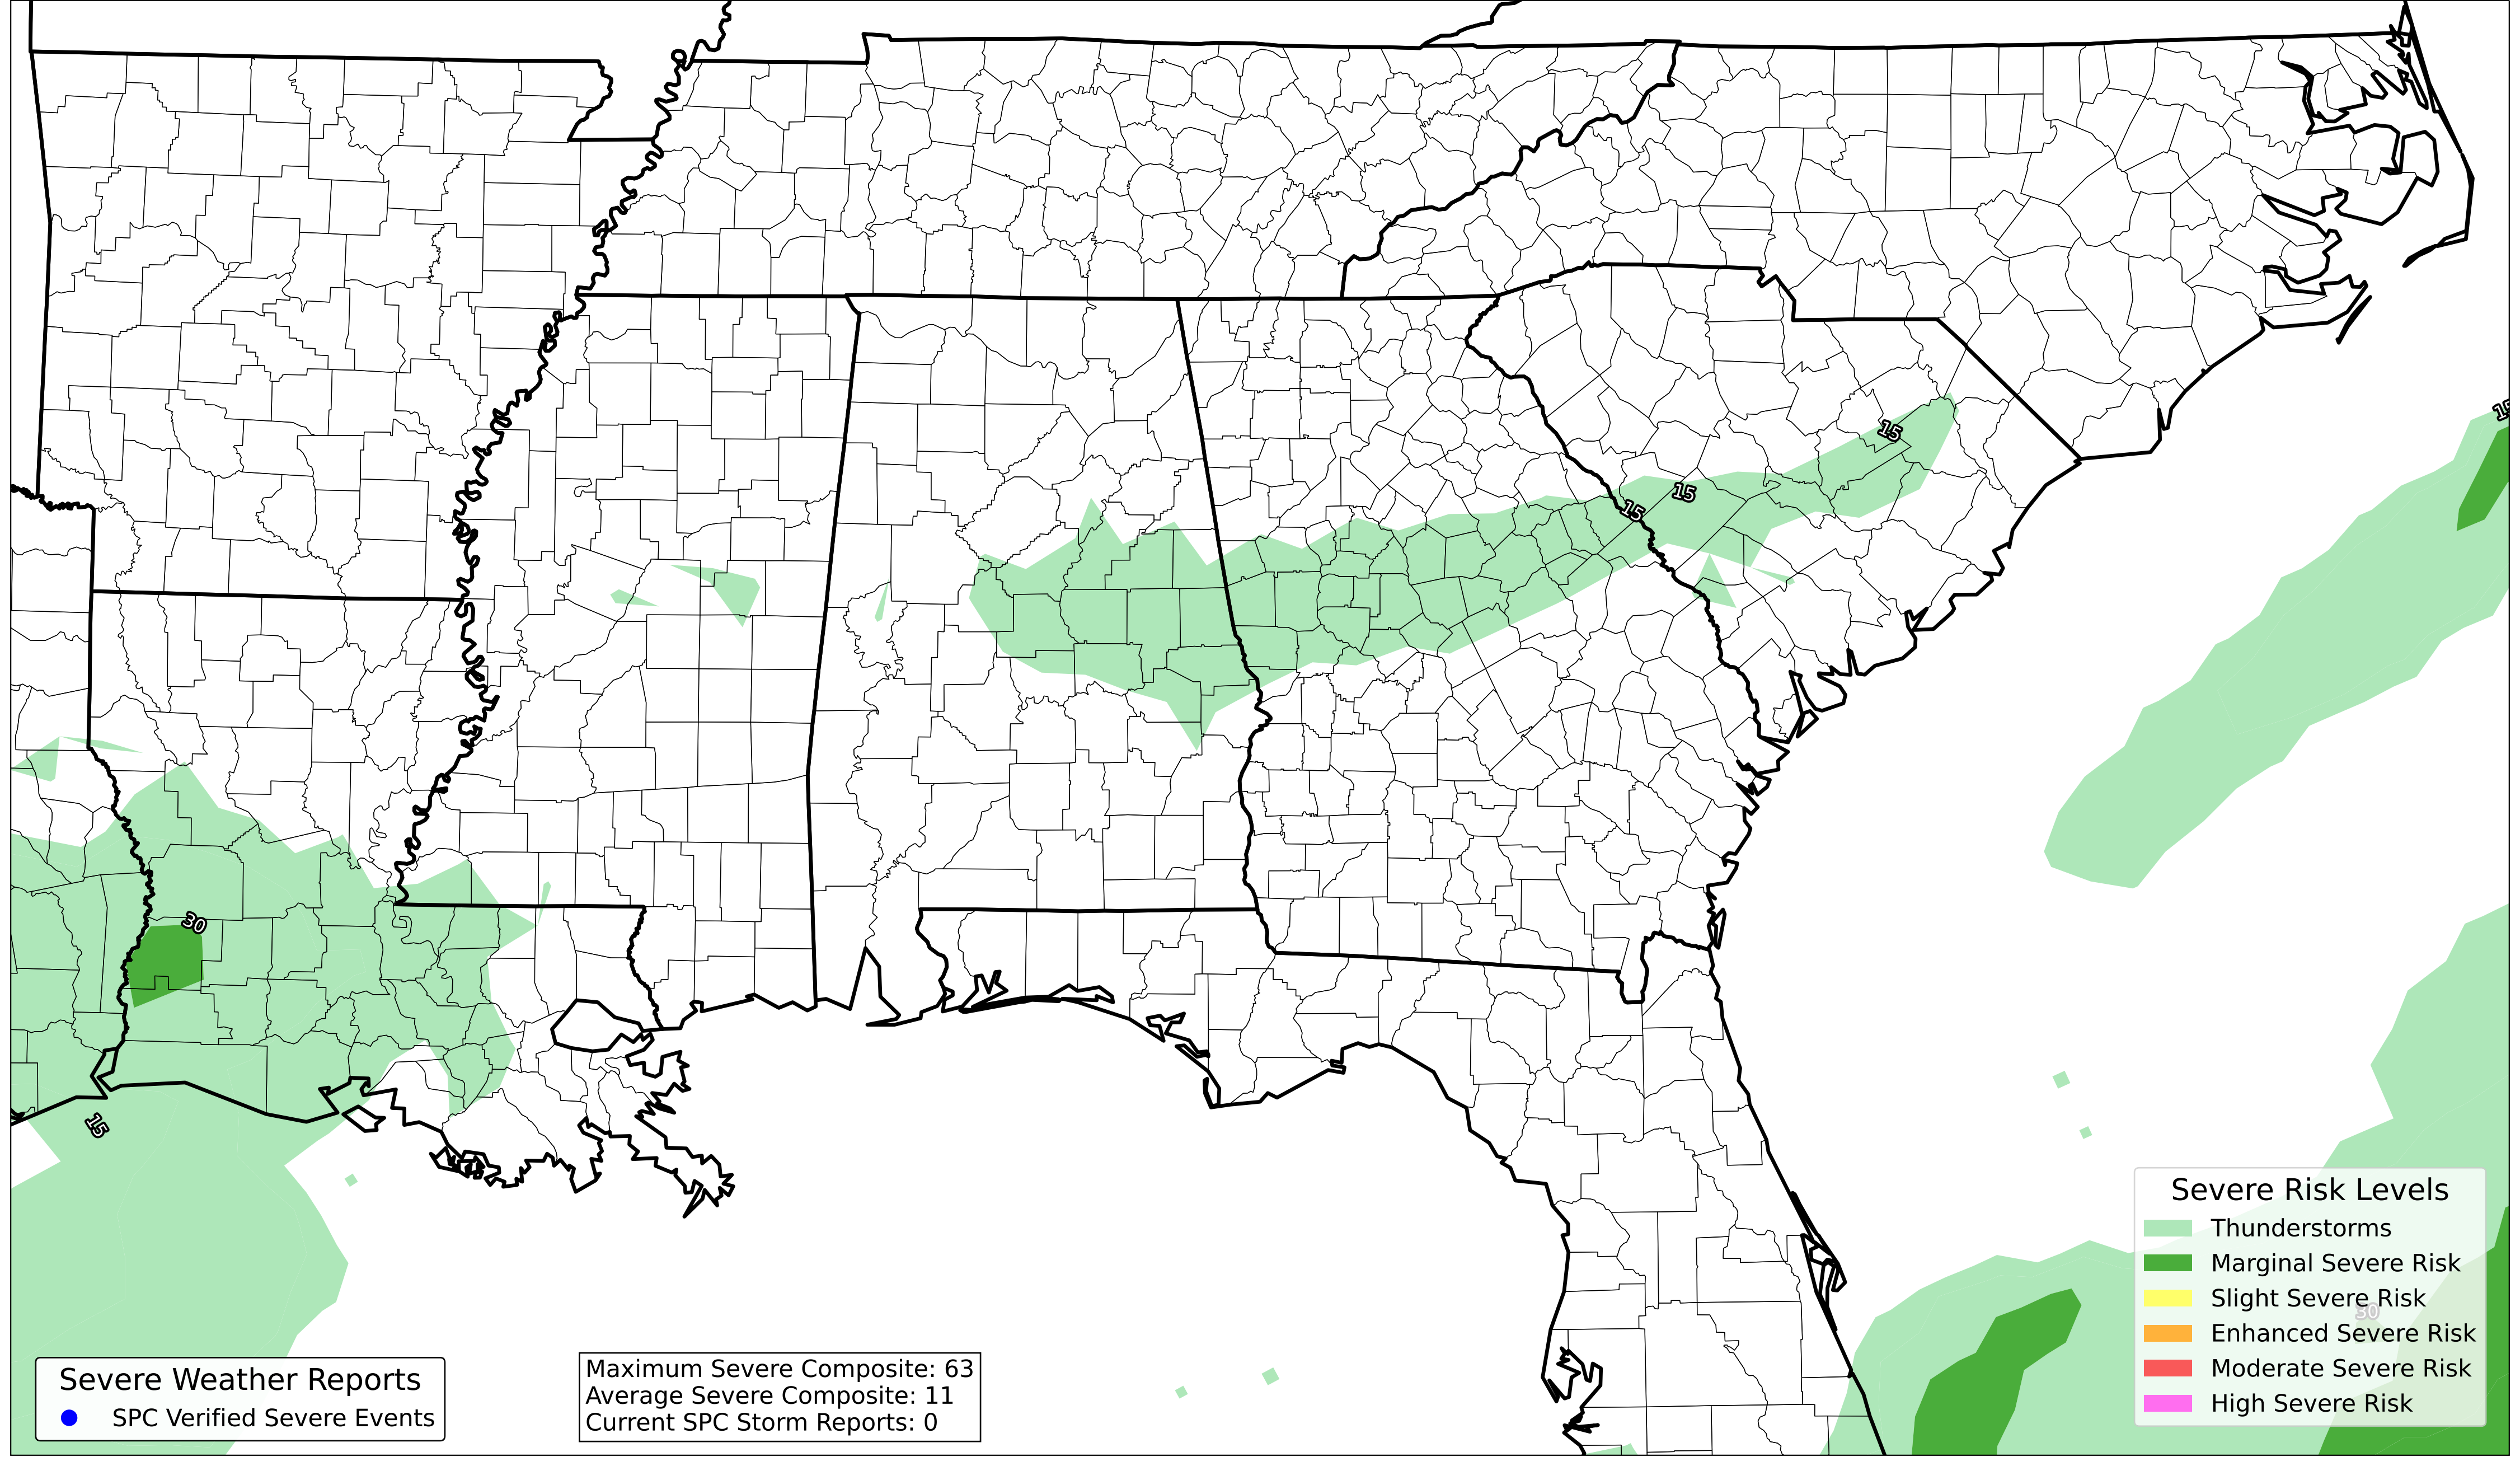 15
15
15
15
30
15
Severe Risk Levels
Thunderstorms
Marginal Severe Risk
Slight Severe Risk
30
Enhanced Severe Risk
Moderate Severe Risk
High Severe Risk
Severe Weather Reports
SPC Verified Severe Events
Maximum Severe Composite: 63
Average Severe Composite: 11
Current SPC Storm Reports: 0